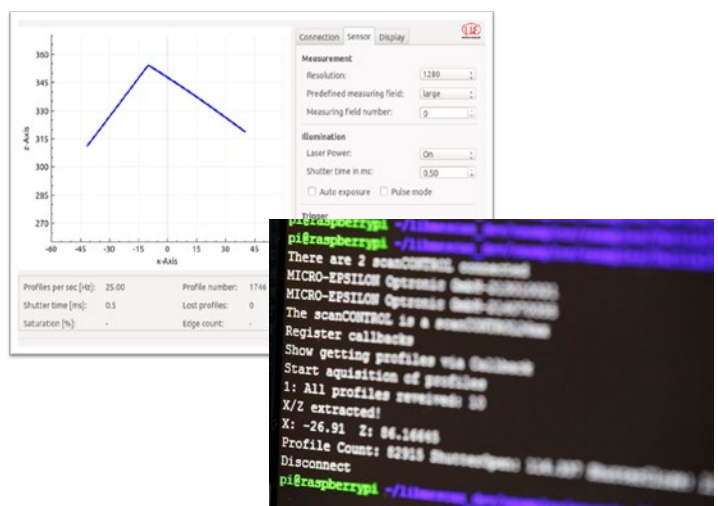 Connection Sensor Display
Measurement
Resolution: 1280
Predefined measuring field: large
Measuring field number: 0
Illumination
Laser Power: On
Shutter time in ms: 0.50
Auto exposure Pulse mode
Trigger
360
345
330
315
300
285
270
z-Axis
-60 -45 -30 -15 0 15 30 45
x-Axis
Profiles per sec [Hz]: 25.00 Profile number: 1746
Shutter time [ms]: 0.5 Lost profiles: 0
Saturation [%]: - Edge count: -
pi@raspberrypi
pi@raspberrypi
There are 2 scanCONTROL connected
MICRO-EPSILON Optronic
MICRO-EPSILON Optronic
The scanCONTROL is a
Register callbacks
Show getting profiles via Callback
Start aquisition of profiles
1: All profiles reveived: 10
X/Z extracted!
X: -26.91 Z: 86.16645
Profile Count: 82915
Disconnect
pi@raspberrypi